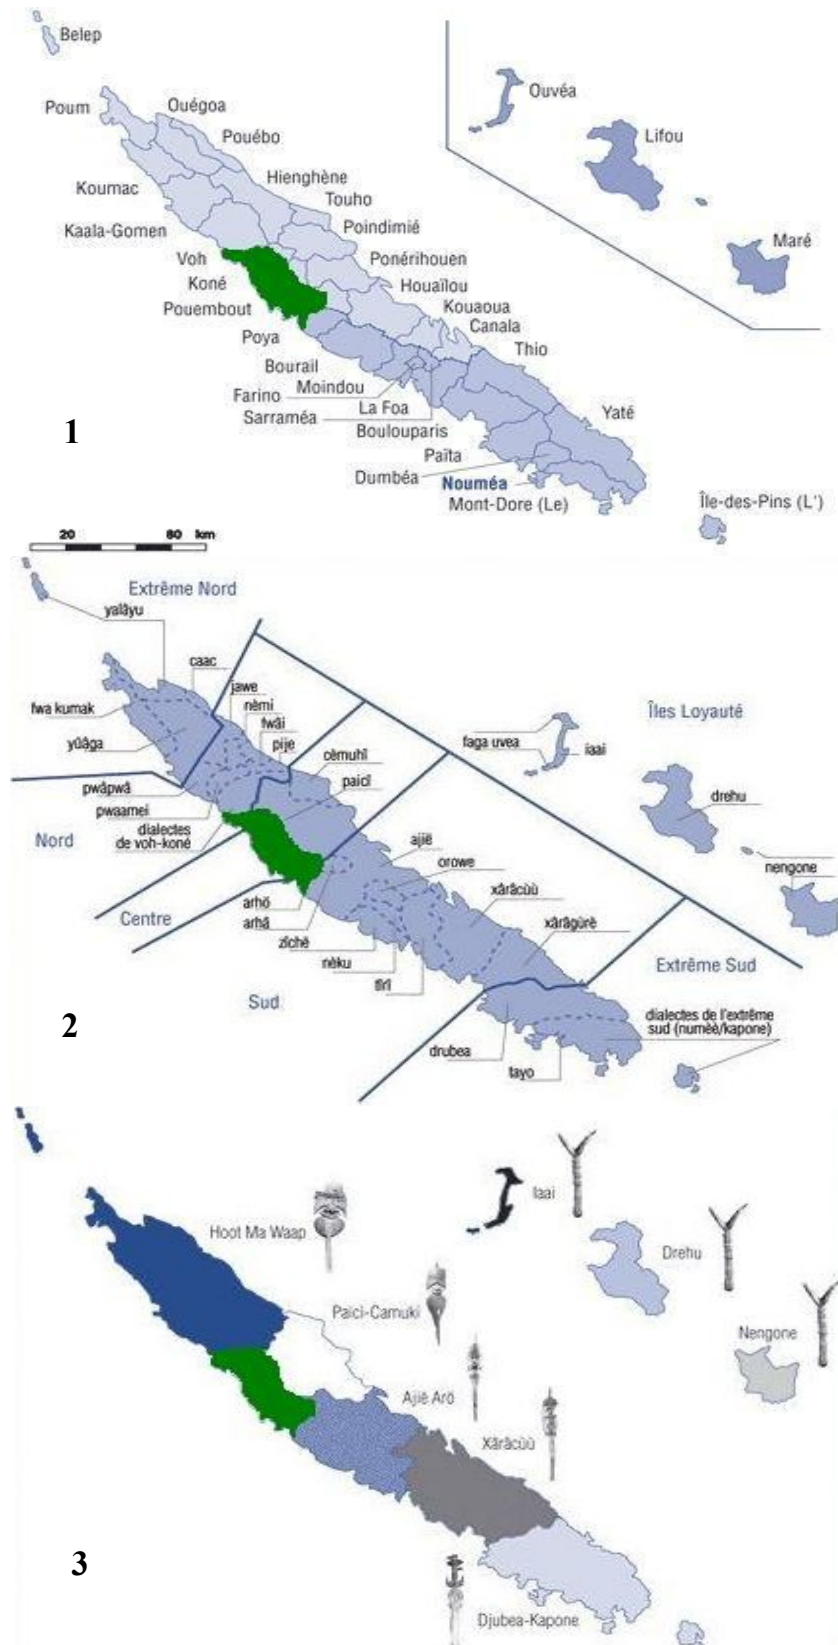 Belep
Poum
Ouégoa
Pouébo
Koumac
Hienghène
Touho
Kaala-Gomen
Poindimié
Voh
Ponérihouen
Koné
Houaïlou
Pouembout
Kouaoua
Canala
Poya
Thio
Bourail
Moindou
Farino
La Foa
Sarraméa
Boulouparis
Yaté
Païta
Dumbéa
Nouméa
Mont-Dore (Le)
Île-des-Pins (L')
Ouvéa
Lifou
Maré
1
20 80 km
Extrême Nord
yalâyu
caac
jawe
fwa kumak
nèmi
fwâi
yûâga
pije
cèmuhî
pwâpwâ
paicî
pwaamei
dialectes
de voh-koné
Nord
ajië
orowe
arhö
xârâcùù
Centre
arhâ
zîchë
xârâgùrè
nèku
tîrî
Sud
Extrême Sud
dialectes de l'extrême
sud (numèè/kapone)
drubea
tayo
Îles Loyauté
faga uvea
iaai
drehu
nengone
2
Hoot Ma Waap
Iaai
Drehu
Paici-Camuki
Nengone
Ajië Arö
Xârâcùù
3
Djubea-Kapone